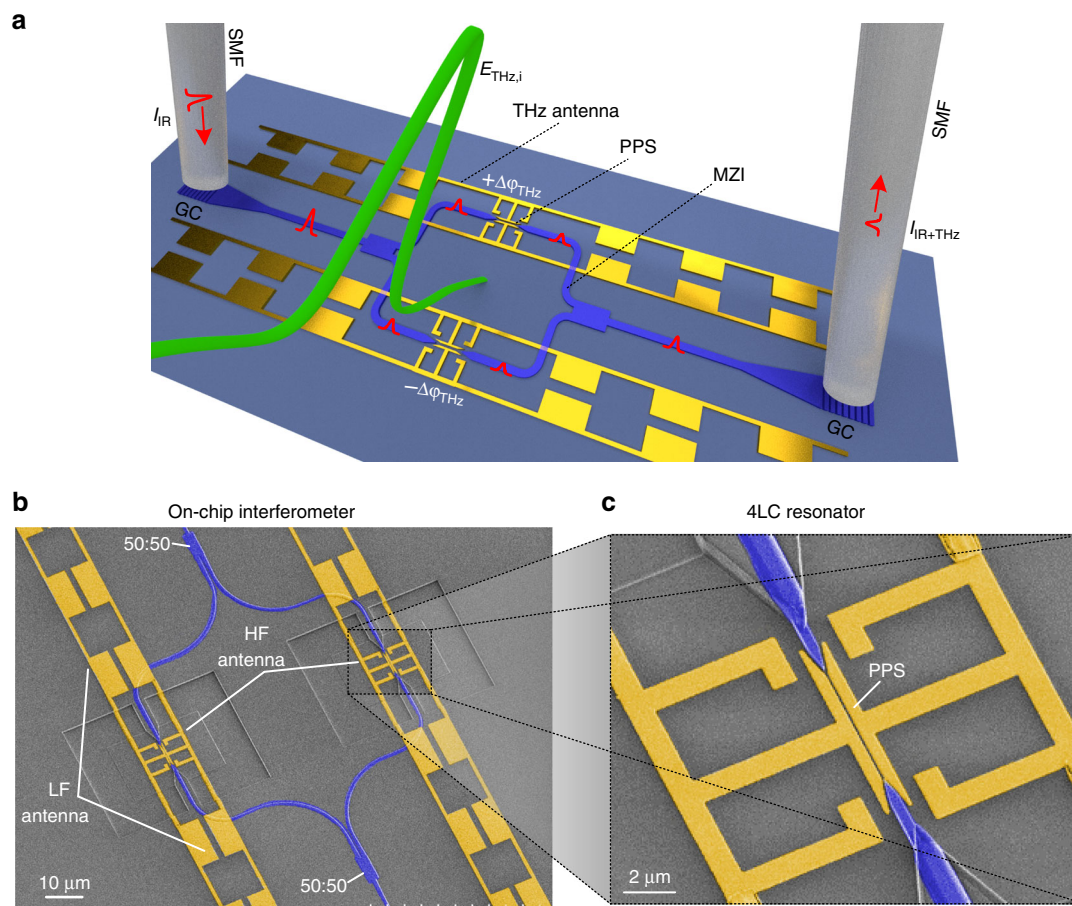 a
SMF
E_THz,i
I_IR
THz antenna
PPS
SMF
+Δφ_THz
MZI
GC
I_IR+THz
−Δφ_THz
GC
b
On-chip interferometer
c
4LC resonator
50:50
HF
antenna
PPS
LF
antenna
50:50
10 μm
2 μm